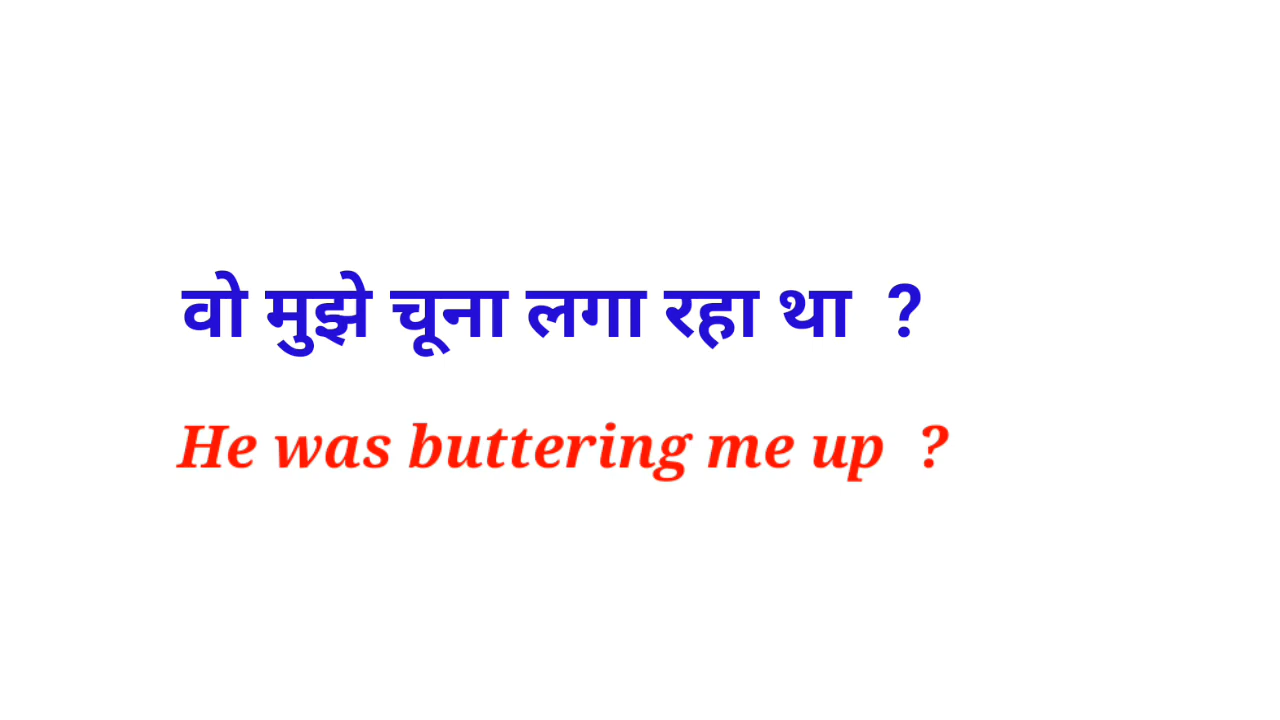 वो मुझे चूना लगा रहा था ?
He was buttering me up ?